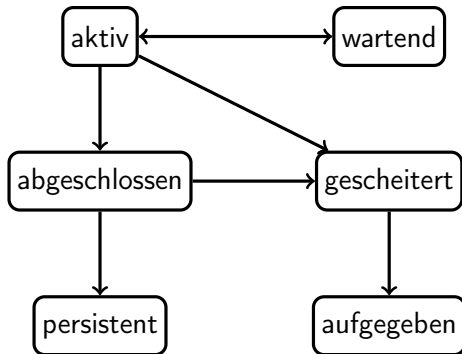 aktiv
wartend
abgeschlossen
gescheitert
persistent
aufgegeben